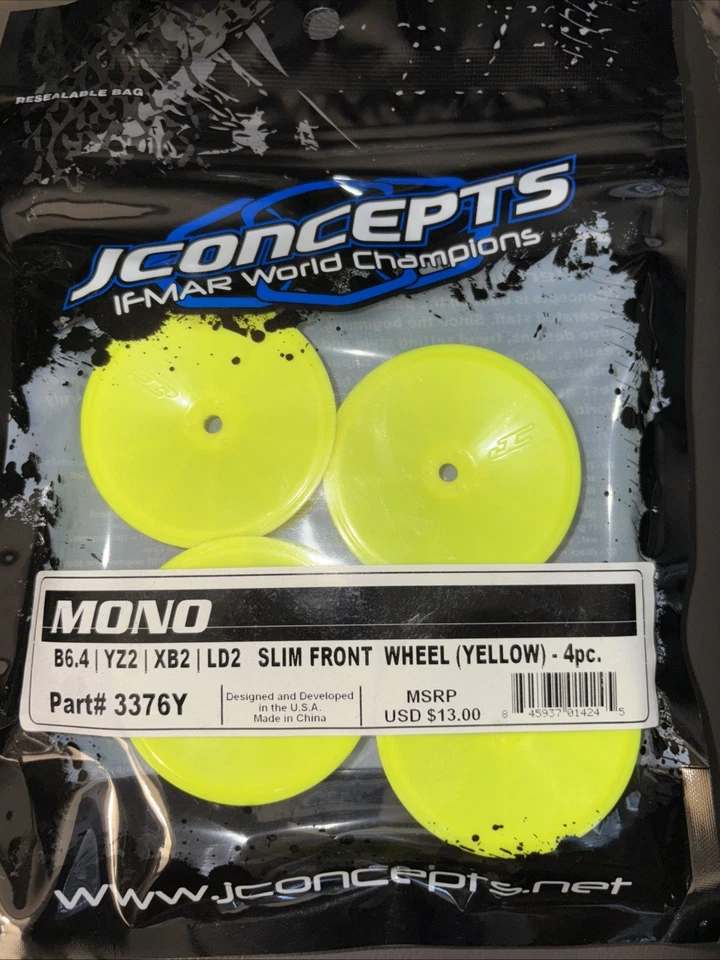 RESEALABLE BAG
JCONCEPTS
IFMAR World Champions
JC
MONO
B6.4 | YZ2 | XB2 | LD2 SLIM FRONT WHEEL (YELLOW) - 4pc.
Part# 3376Y
Designed and Developed
in the U.S.A.
Made in China
MSRP
USD $13.00
8 45937 01424 5
www.jconcepts.net